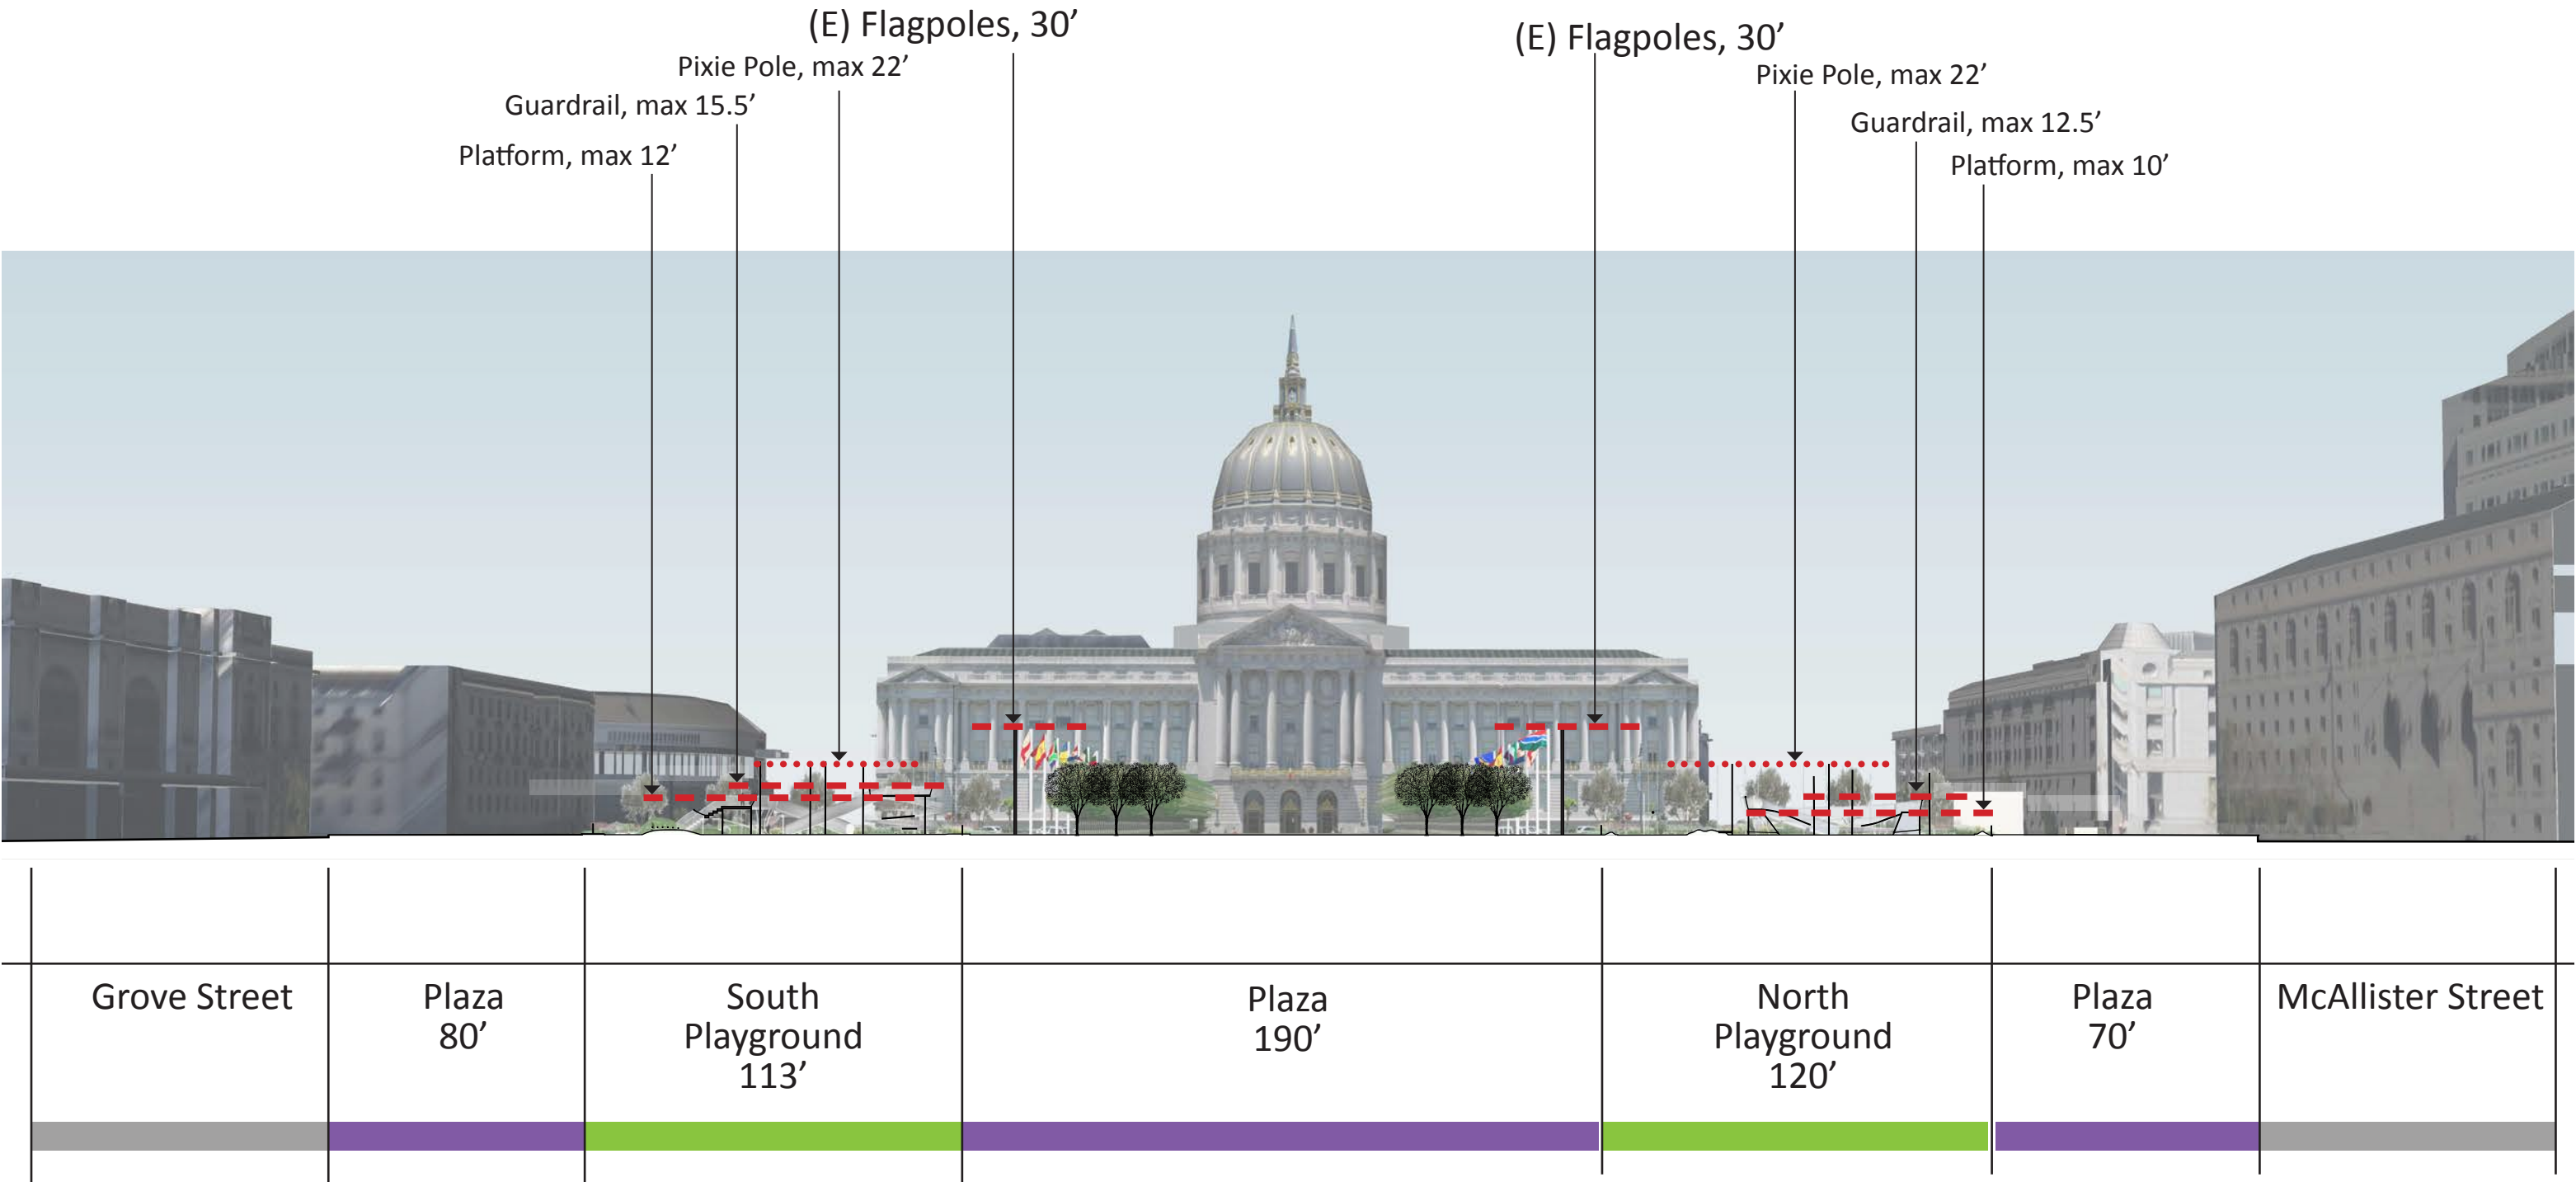 (E) Flagpoles, 30’
(E) Flagpoles, 30’
Pixie Pole, max 22’
Pixie Pole, max 22’
Guardrail, max 15.5’
Guardrail, max 12.5’
Platform, max 12’
Platform, max 10’
Grove Street
Plaza
80’
South
Playground
113’
Plaza
190’
North
Playground
120’
Plaza
70’
McAllister Street